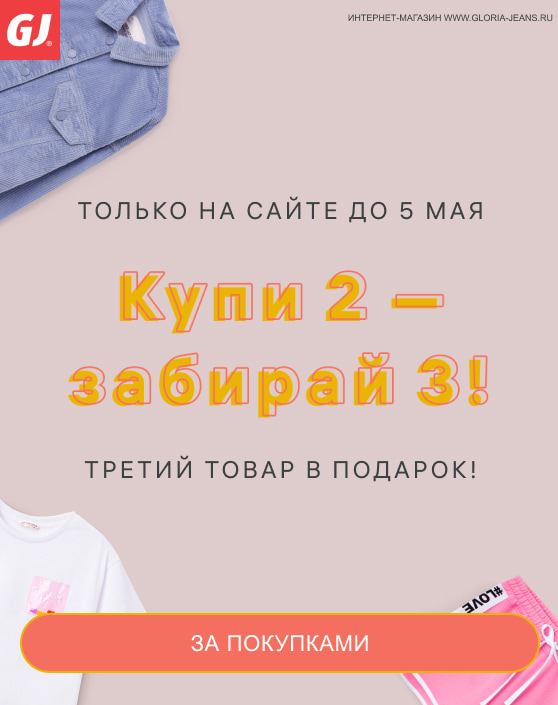 GJ®
ИНТЕРНЕТ-МАГАЗИН WWW.GLORIA-JEANS.RU
ТОЛЬКО НА САЙТЕ ДО 5 МАЯ
Купи 2 –
забирай 3!
ТРЕТИЙ ТОВАР В ПОДАРОК!
#LOVE
ЗА ПОКУПКАМИ